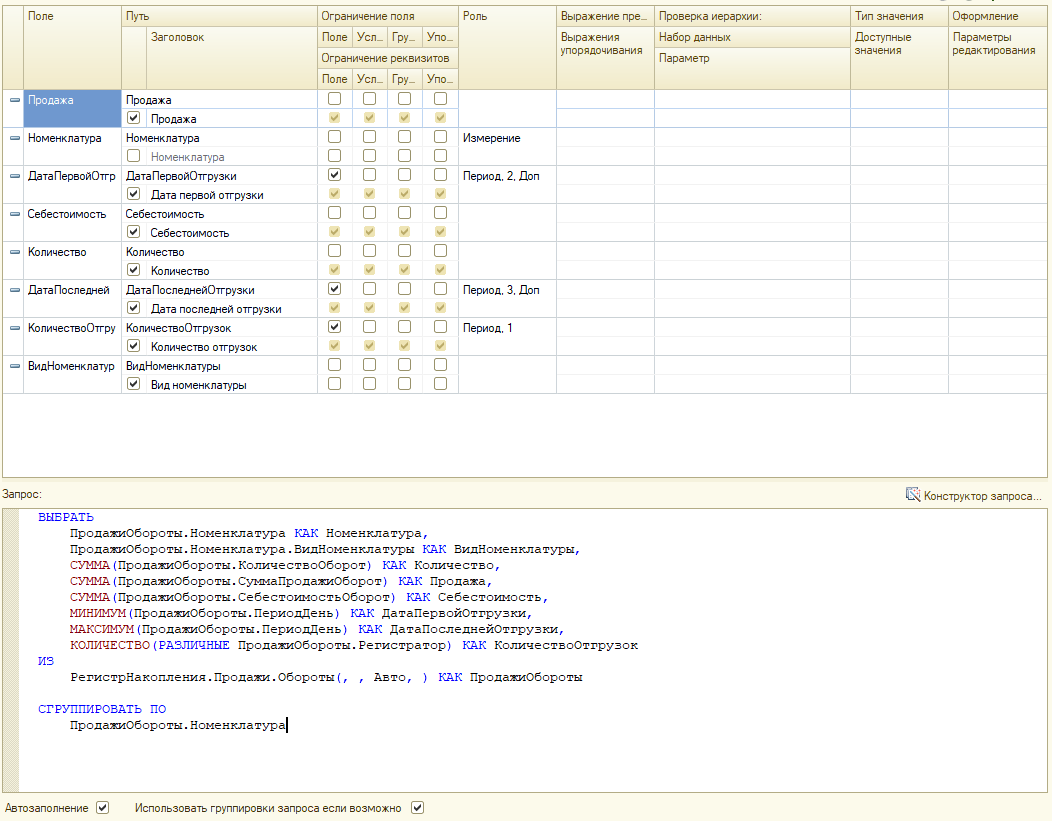 Поле
Путь
Ограничение поля
Роль
Выражение пре...
Проверка иерархии:
Тип значения
Оформление
Заголовок
Поле
Усл...
Гру...
Упо...
Выражения упорядочивания
Набор данных
Доступные значения
Параметры редактирования
Ограничение реквизитов
Параметр
Поле
Усл...
Гру...
Упо...
Продажа
Продажа
Продажа
Номенклатура
Номенклатура
Измерение
Номенклатура
ДатаПервойОтгр
ДатаПервойОтгрузки
Период, 2, Доп
Дата первой отгрузки
Себестоимость
Себестоимость
Себестоимость
Количество
Количество
Количество
ДатаПоследней
ДатаПоследнейОтгрузки
Период, 3, Доп
Дата последней отгрузки
КоличествоОтгру
КоличествоОтгрузок
Период, 1
Количество отгрузок
ВидНоменклатур
ВидНоменклатуры
Вид номенклатуры
Запрос:
Конструктор запроса...
ВЫБРАТЬ
ПродажиОбороты.Номенклатура КАК Номенклатура,
ПродажиОбороты.Номенклатура.ВидНоменклатуры КАК ВидНоменклатуры,
СУММА(ПродажиОбороты.КоличествоОборот) КАК Количество,
СУММА(ПродажиОбороты.СуммаПродажиОборот) КАК Продажа,
СУММА(ПродажиОбороты.СебестоимостьОборот) КАК Себестоимость,
МИНИМУМ(ПродажиОбороты.ПериодДень) КАК ДатаПервойОтгрузки,
МАКСИМУМ(ПродажиОбороты.ПериодДень) КАК ДатаПоследнейОтгрузки,
КОЛИЧЕСТВО(РАЗЛИЧНЫЕ ПродажиОбороты.Регистратор) КАК КоличествоОтгрузок
ИЗ
РегистрНакопления.Продажи.Обороты(, , Авто, ) КАК ПродажиОбороты
СГРУППИРОВАТЬ ПО
ПродажиОбороты.Номенклатура
Автозаполнение
Использовать группировки запроса если возможно